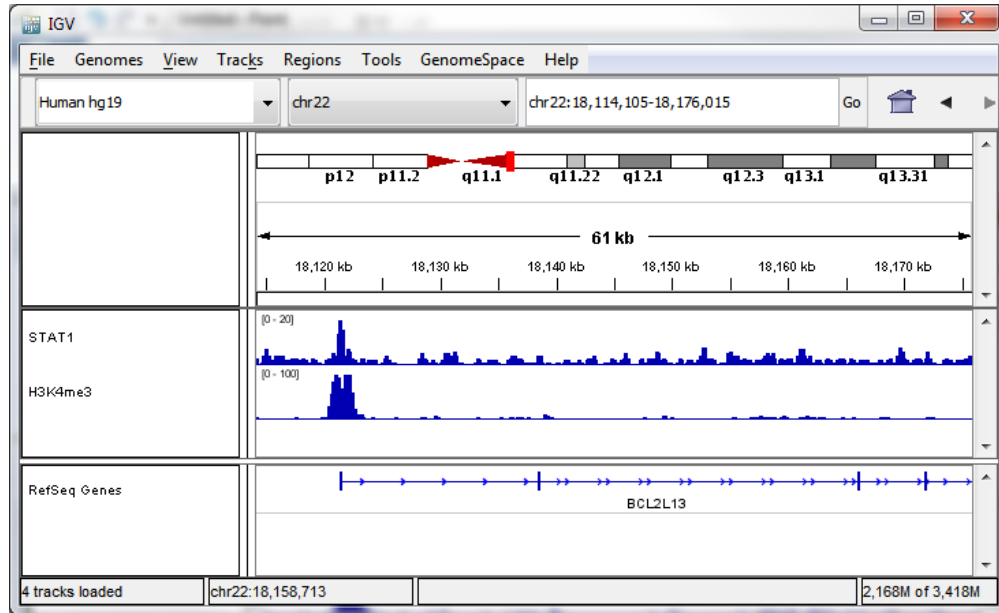 IGV
File Genomes View Tracks Regions Tools GenomeSpace Help
Human hg19 chr22 chr22:18,114,105-18,176,015 Go
p12 p11.2 q11.1 q11.22 q12.1 q12.3 q13.1 q13.31
61 kb
18,120 kb 18,130 kb 18,140 kb 18,150 kb 18,160 kb 18,170 kb
[0 - 20]
STAT1
[0 - 100]
H3K4me3
RefSeq Genes
BCL2L13
4 tracks loaded chr22:18,158,713 2,168M of 3,418M